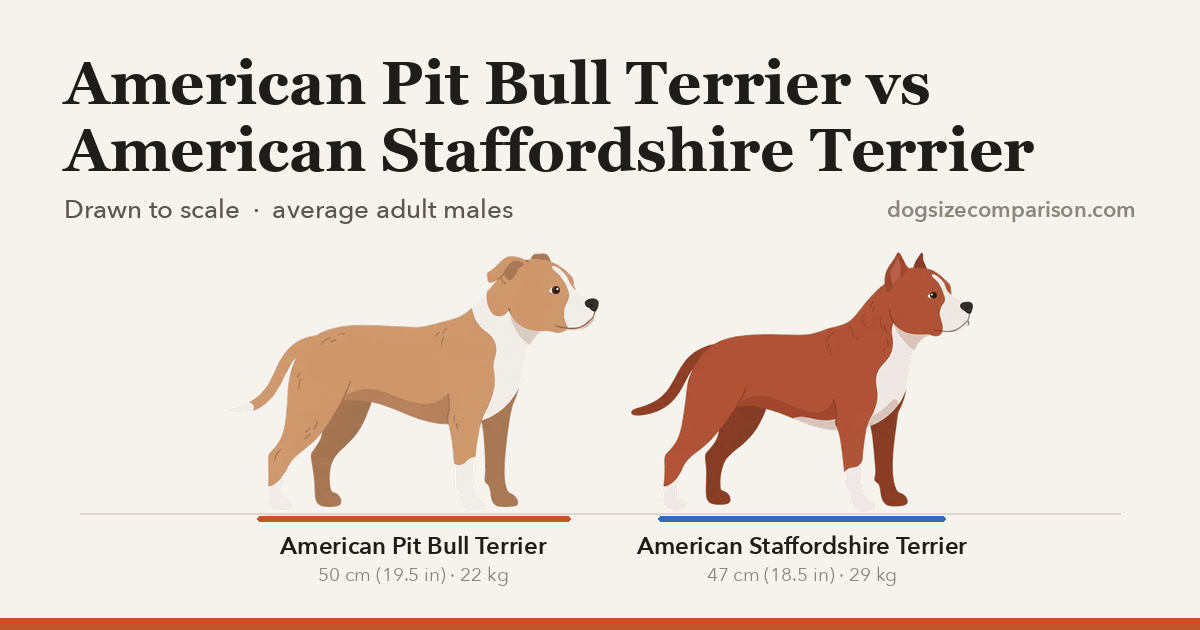 American Pit Bull Terrier vs
American Staffordshire Terrier
Drawn to scale · average adult males
dogsizecomparison.com
American Pit Bull Terrier
50 cm (19.5 in) · 22 kg
American Staffordshire Terrier
47 cm (18.5 in) · 29 kg